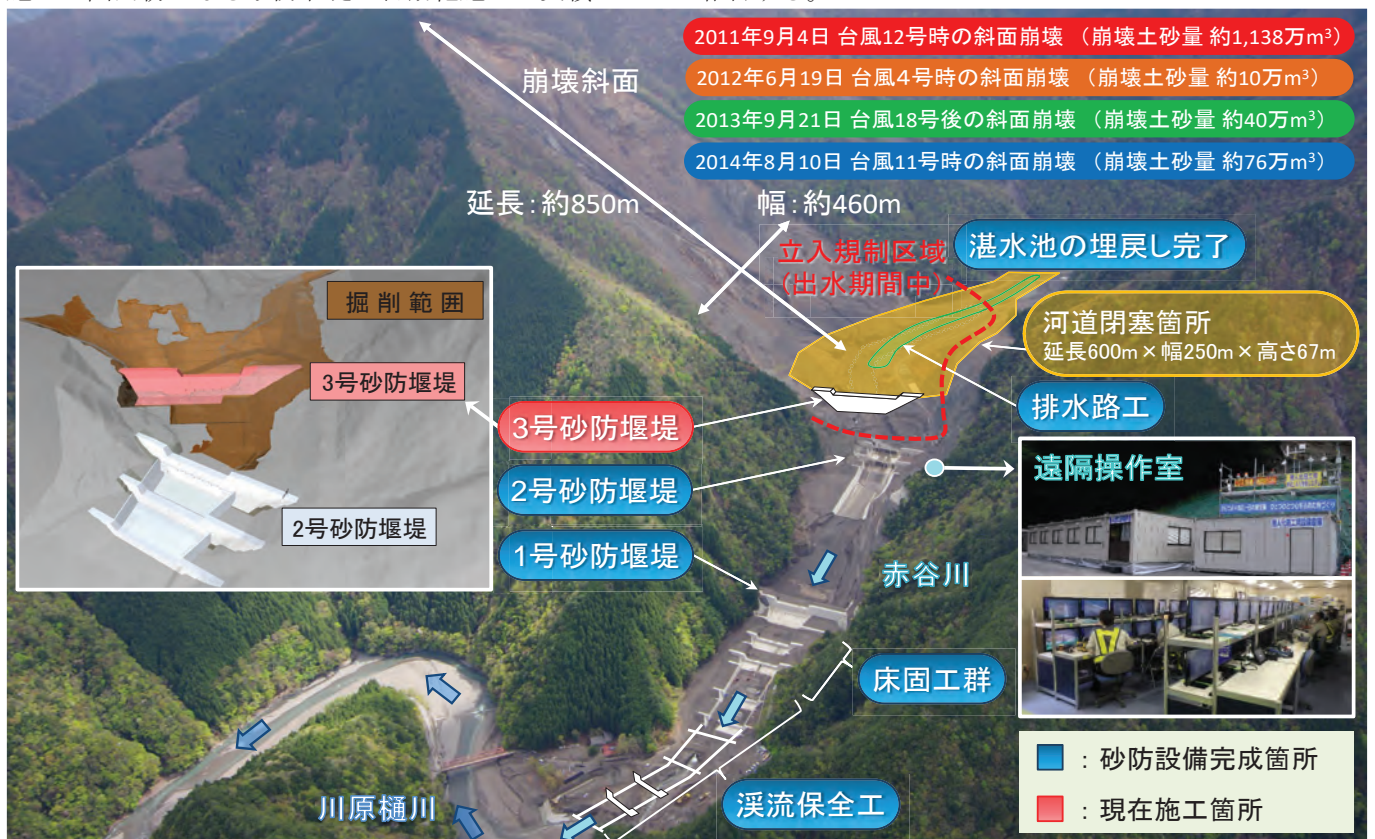 2011年9月4日 台風12号時の斜面崩壊 （崩壊土砂量 約1,138万m³）
2012年6月19日 台風4号時の斜面崩壊 （崩壊土砂量 約10万m³）
2013年9月21日 台風18号後の斜面崩壊 （崩壊土砂量 約40万m³）
2014年8月10日 台風11号時の斜面崩壊 （崩壊土砂量 約76万m³）
崩壊斜面
延長：約850m
幅：約460m
立入規制区域
(出水期間中)
湛水池の埋戻し完了
掘削範囲
3号砂防堰堤
2号砂防堰堤
河道閉塞箇所
延長600m×幅250m×高さ67m
排水路工
3号砂防堰堤
2号砂防堰堤
1号砂防堰堤
遠隔操作室
赤谷川
床固工群
渓流保全工
川原樋川
：砂防設備完成箇所
：現在施工箇所